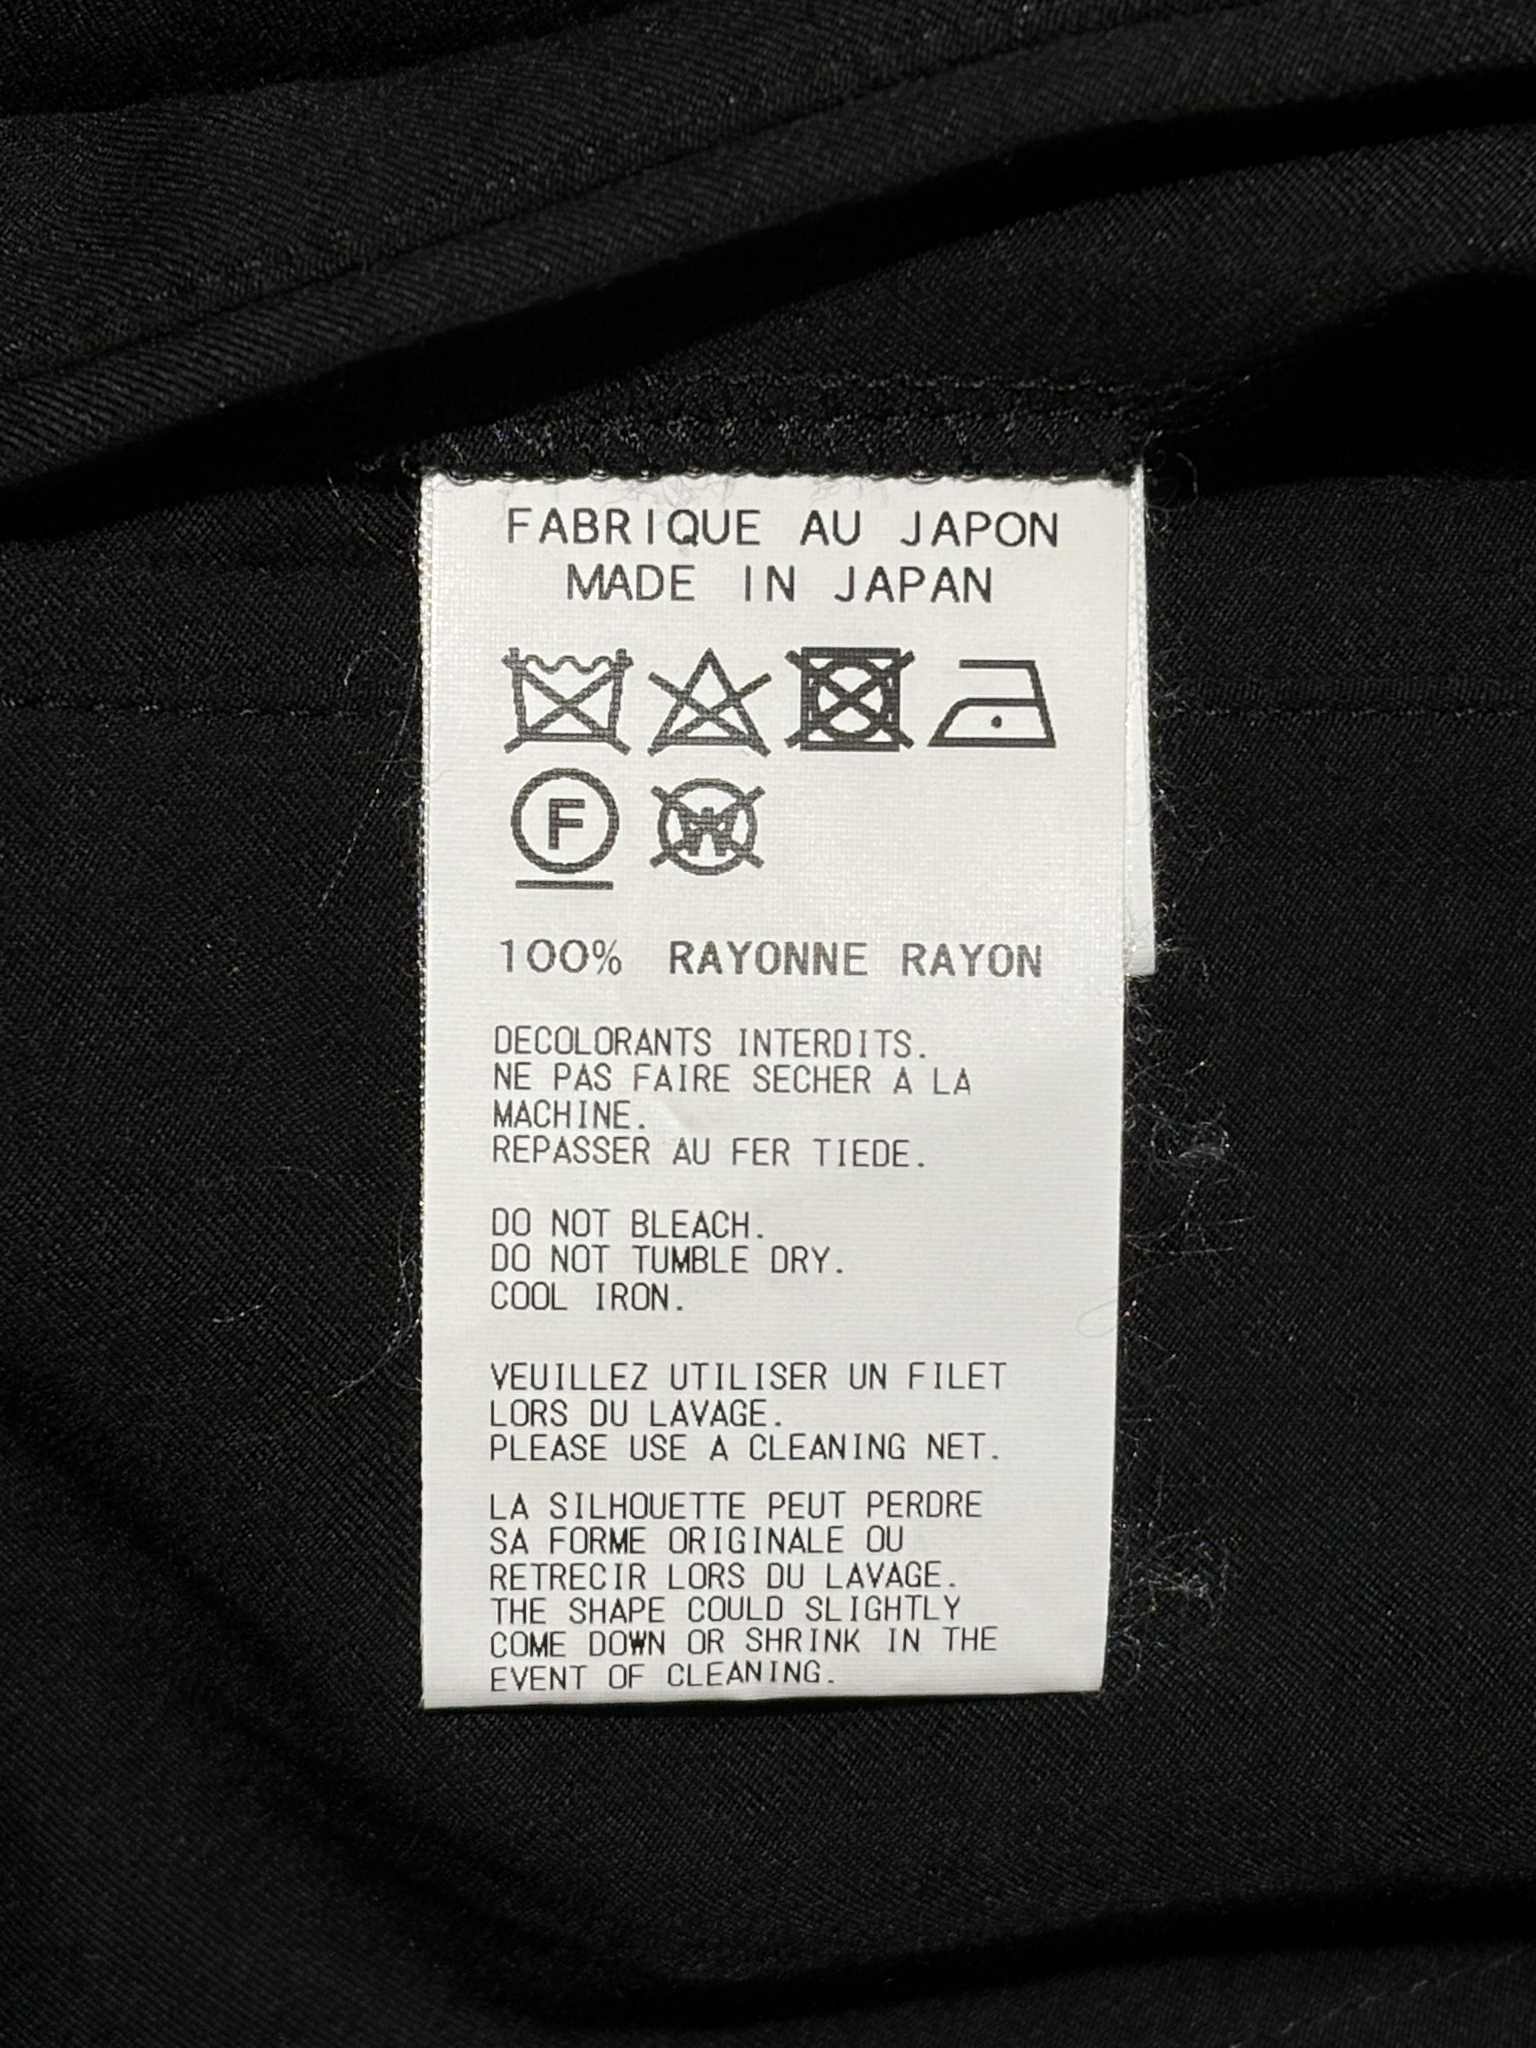 FABRIQUE AU JAPON
MADE IN JAPAN
F W
100% RAYONNE RAYON
DECOLORANTS INTERDITS.
NE PAS FAIRE SECHER A LA
MACHINE.
REPASSER AU FER TIEDE.
DO NOT BLEACH.
DO NOT TUMBLE DRY.
COOL IRON.
VEUILLEZ UTILISER UN FILET
LORS DU LAVAGE.
PLEASE USE A CLEANING NET.
LA SILHOUETTE PEUT PERDRE
SA FORME ORIGINALE OU
RETRECIR LORS DU LAVAGE.
THE SHAPE COULD SLIGHTLY
COME DOWN OR SHRINK IN THE
EVENT OF CLEANING.